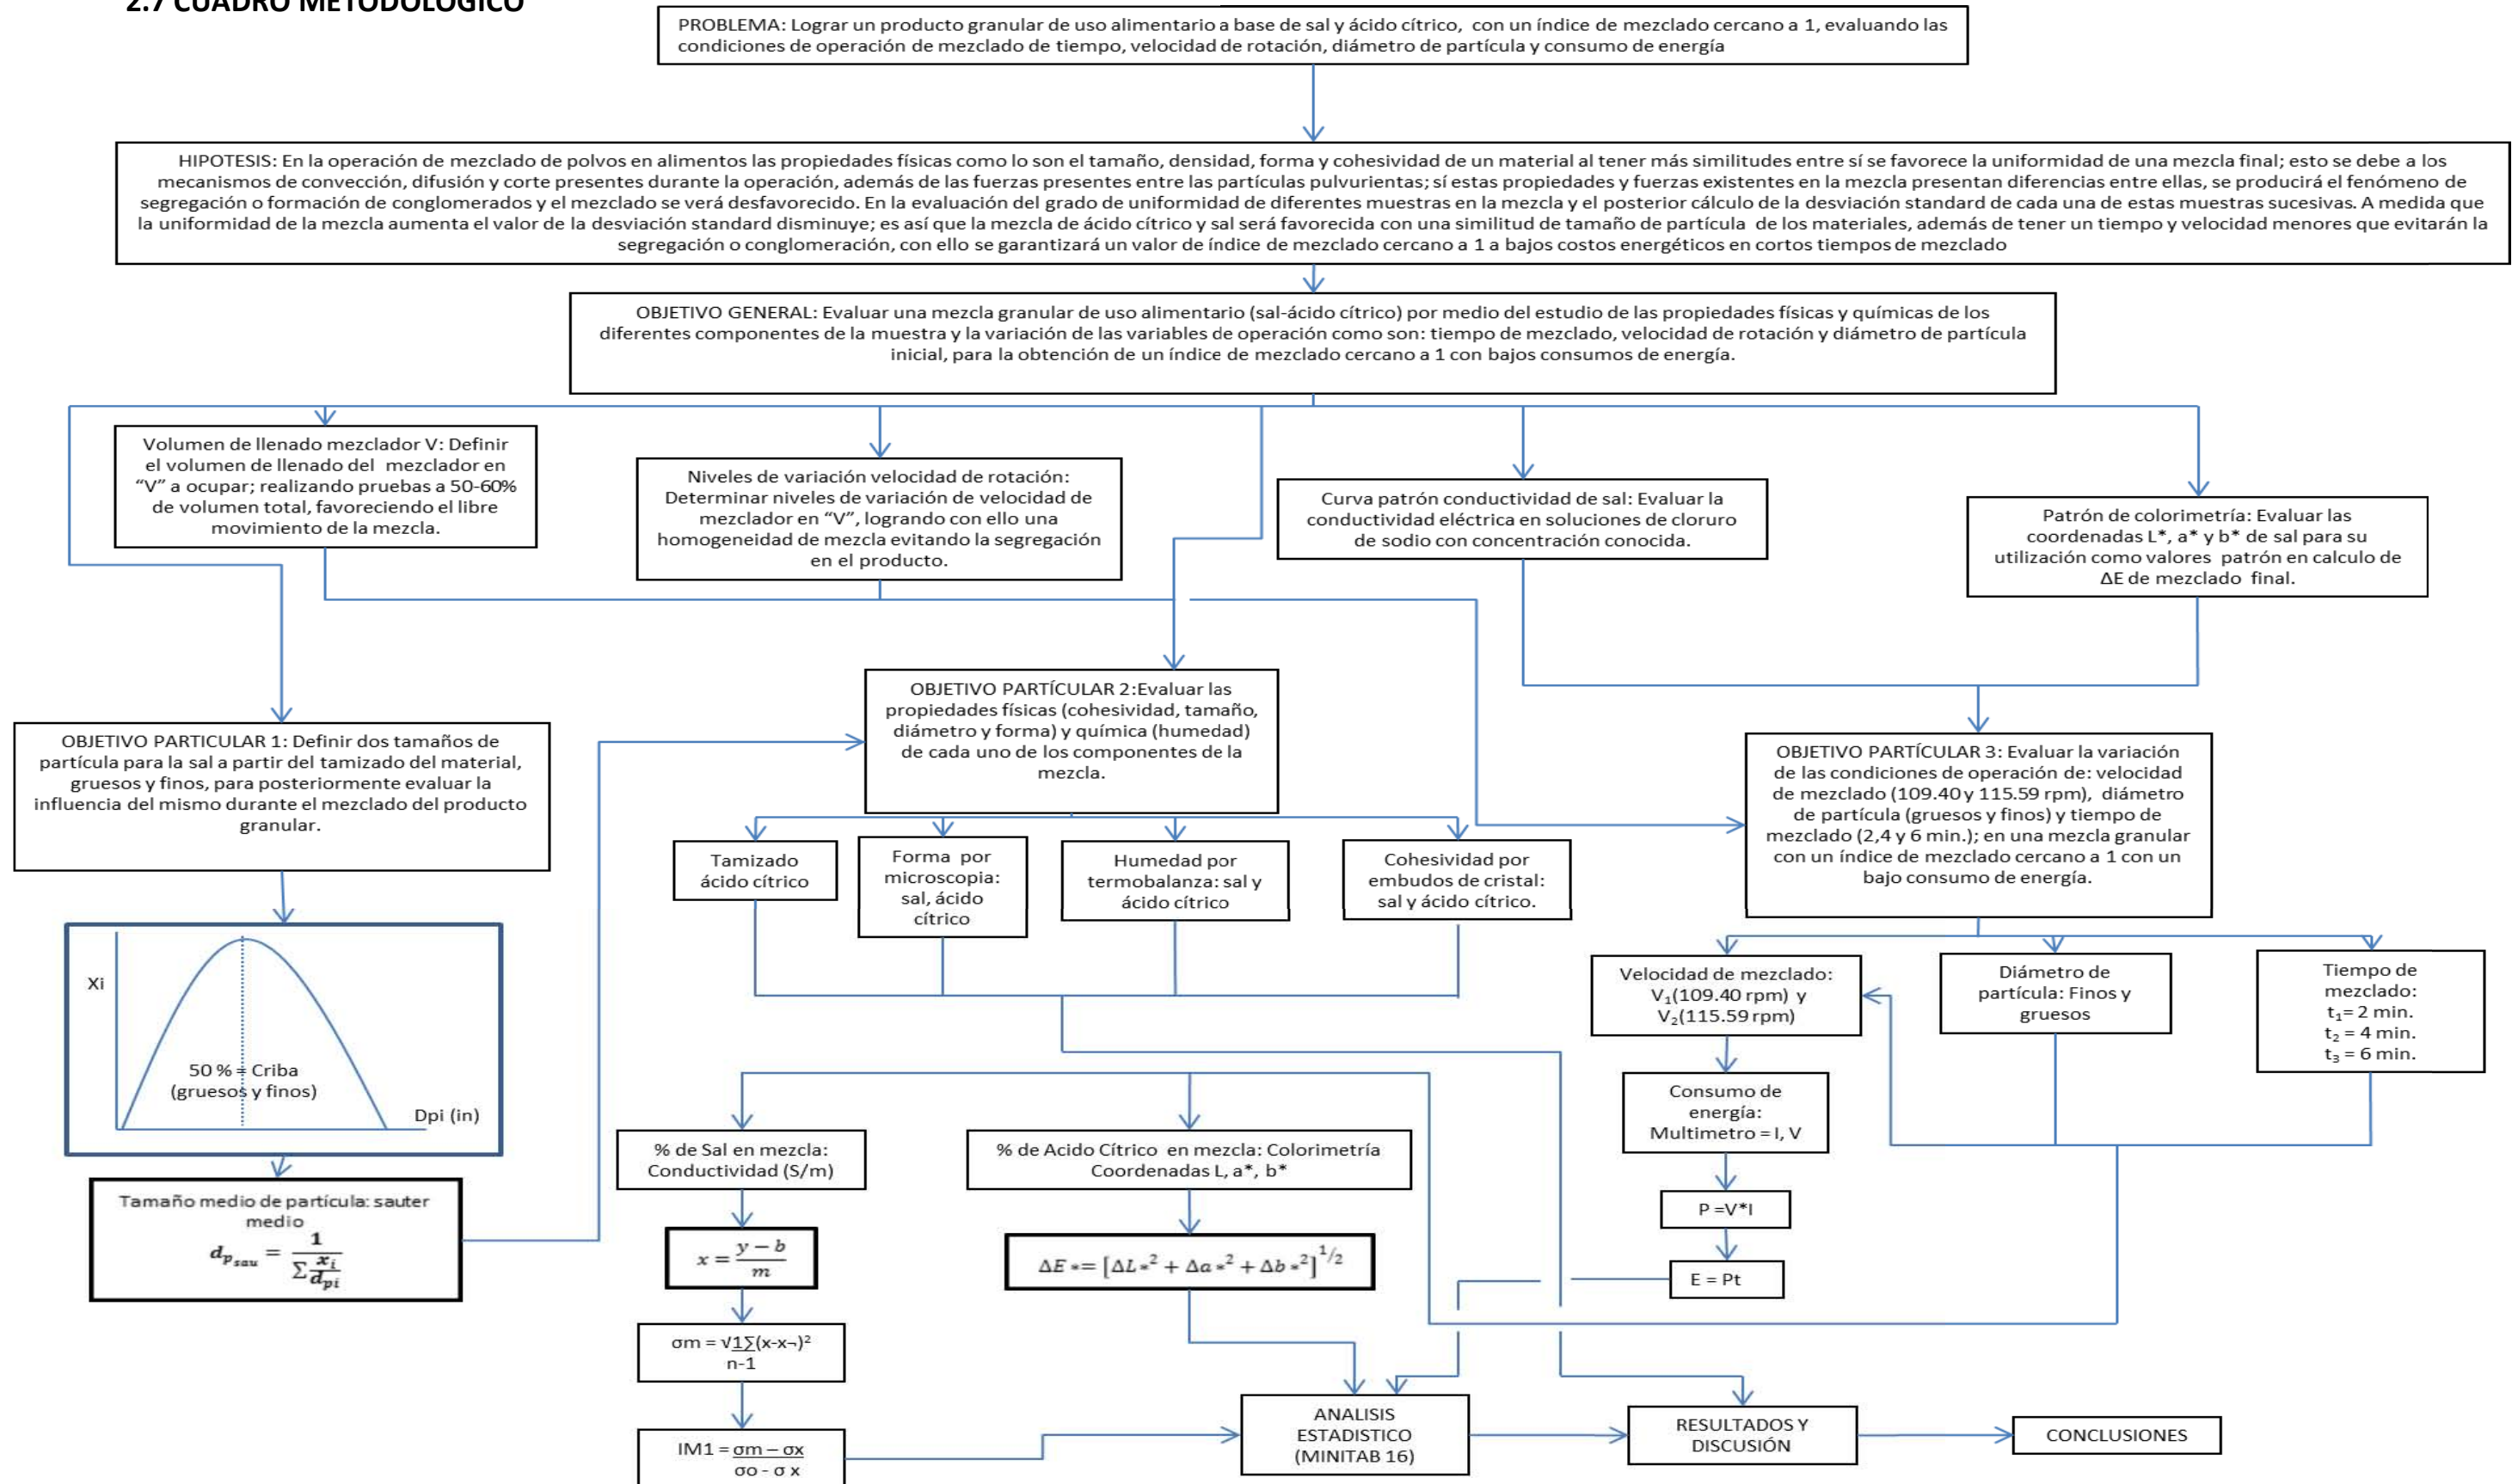 2.7 CUADRO METODOLOGICO
PROBLEMA: Lograr un producto granular de uso alimentario a base de sal y ácido cítrico, con un índice de mezclado cercano a 1, evaluando las
condiciones de operación de mezclado de tiempo, velocidad de rotación, diámetro de partícula y consumo de energía
HIPOTESIS: En la operación de mezclado de polvos en alimentos las propiedades físicas como lo son el tamaño, densidad, forma y cohesividad de un material al tener más similitudes entre sí se favorece la uniformidad de una mezcla final; esto se debe a los
mecanismos de convección, difusión y corte presentes durante la operación, además de las fuerzas presentes entre las partículas pulvurientas; sí estas propiedades y fuerzas existentes en la mezcla presentan diferencias entre ellas, se producirá el fenómeno de
segregación o formación de conglomerados y el mezclado se verá desfavorecido. En la evaluación del grado de uniformidad de diferentes muestras en la mezcla y el posterior cálculo de la desviación standard de cada una de estas muestras sucesivas. A medida que
la uniformidad de la mezcla aumenta el valor de la desviación standard disminuye; es así que la mezcla de ácido cítrico y sal será favorecida con una similitud de tamaño de partícula de los materiales, además de tener un tiempo y velocidad menores que evitarán la
segregación o conglomeración, con ello se garantizará un valor de índice de mezclado cercano a 1 a bajos costos energéticos en cortos tiempos de mezclado
OBJETIVO GENERAL: Evaluar una mezcla granular de uso alimentario (sal-ácido cítrico) por medio del estudio de las propiedades físicas y químicas de los
diferentes componentes de la muestra y la variación de las variables de operación como son: tiempo de mezclado, velocidad de rotación y diámetro de partícula
inicial, para la obtención de un índice de mezclado cercano a 1 con bajos consumos de energía.
Volumen de llenado mezclador V: Definir
el volumen de llenado del mezclador en
“V” a ocupar; realizando pruebas a 50-60%
de volumen total, favoreciendo el libre
movimiento de la mezcla.
Niveles de variación velocidad de rotación:
Determinar niveles de variación de velocidad de
mezclador en “V”, logrando con ello una
homogeneidad de mezcla evitando la segregación
en el producto.
Curva patrón conductividad de sal: Evaluar la
conductividad eléctrica en soluciones de cloruro
de sodio con concentración conocida.
Patrón de colorimetría: Evaluar las
coordenadas L*, a* y b* de sal para su
utilización como valores patrón en calculo de
ΔE de mezclado final.
OBJETIVO PARTICULAR 1: Definir dos tamaños de
partícula para la sal a partir del tamizado del material,
gruesos y finos, para posteriormente evaluar la
influencia del mismo durante el mezclado del producto
granular.
OBJETIVO PARTÍCULAR 2:Evaluar las
propiedades físicas (cohesividad, tamaño,
diámetro y forma) y química (humedad)
de cada uno de los componentes de la
mezcla.
OBJETIVO PARTÍCULAR 3: Evaluar la variación
de las condiciones de operación de: velocidad
de mezclado (109.40 y 115.59 rpm), diámetro
de partícula (gruesos y finos) y tiempo de
mezclado (2,4 y 6 min.); en una mezcla granular
con un índice de mezclado cercano a 1 con un
bajo consumo de energía.
Tamizado
ácido cítrico
Forma por
microscopia:
sal, ácido
cítrico
Humedad por
termobalanza: sal y
ácido cítrico
Cohesividad por
embudos de cristal:
sal y ácido cítrico.
Xi
50 % = Criba
(gruesos y finos)
Dpi (in)
Velocidad de mezclado:
V₁(109.40 rpm) y
V₂(115.59 rpm)
Diámetro de
partícula: Finos y
gruesos
Tiempo de
mezclado:
t₁= 2 min.
t₂ = 4 min.
t₃ = 6 min.
Consumo de
energía:
Multimetro = I, V
P =V*I
E = Pt
Tamaño medio de partícula: sauter
medio
d_{p_{sau}} = 1 / Σ(x_i / d_{pi})
% de Sal en mezcla:
Conductividad (S/m)
x = (y − b) / m
σm = √1∑(x-x¬)²
n-1
IM1 = σm – σx
σo - σ x
% de Acido Cítrico en mezcla: Colorimetría
Coordenadas L, a*, b*
ΔE *= [ΔL *² + Δa *² + Δb *²]^{1/2}
ANALISIS
ESTADISTICO
(MINITAB 16)
RESULTADOS Y
DISCUSIÓN
CONCLUSIONES